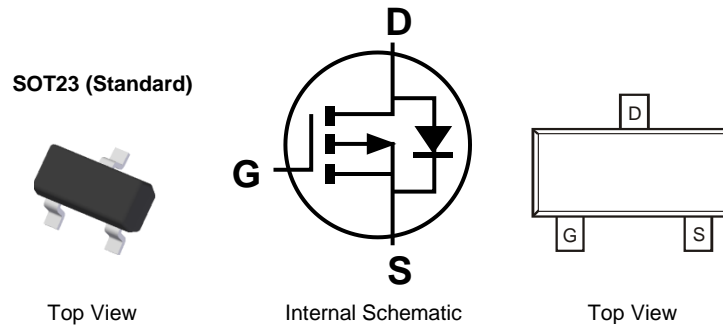 SOT23 (Standard)
D
G
S
D
G
S
Top View
Internal Schematic
Top View